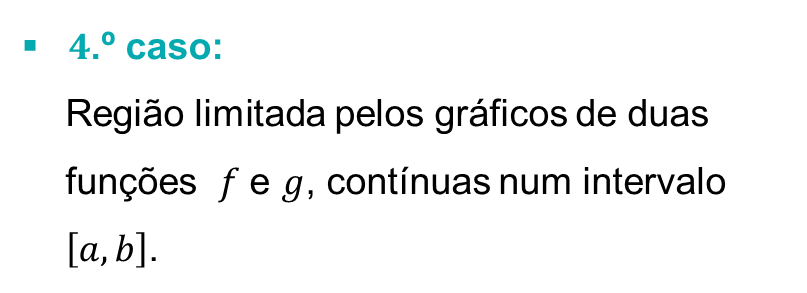 ▪ 4.º caso:
Região limitada pelos gráficos de duas
funções f e g, contínuas num intervalo
[a, b].